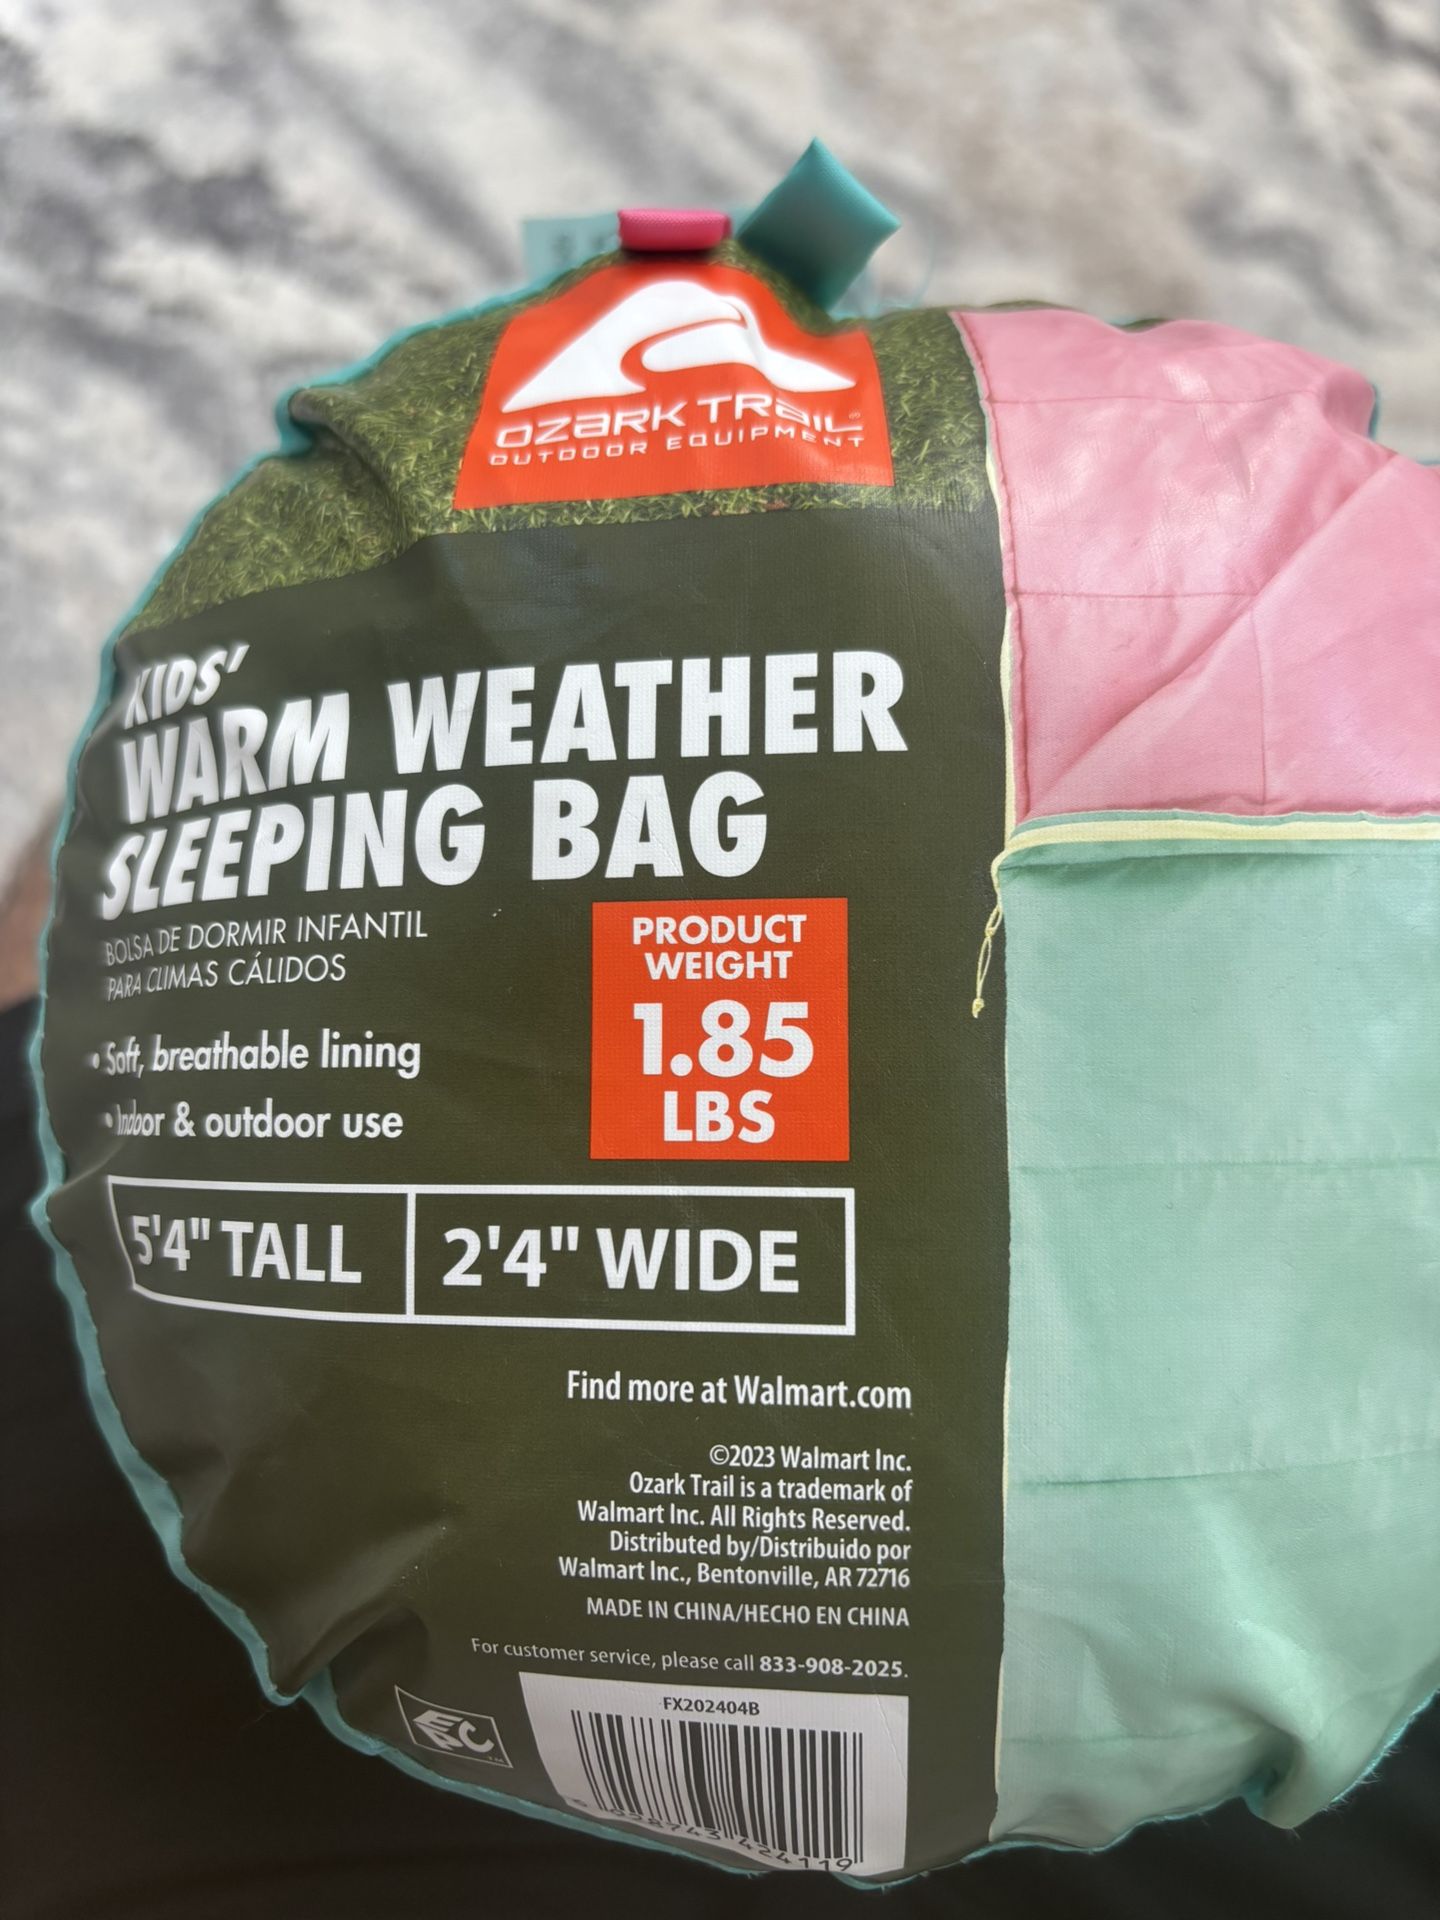 OZARK TRAIL®
OUTDOOR EQUIPMENT
KIDS'
WARM WEATHER
SLEEPING BAG
BOLSA DE DORMIR INFANTIL
PARA CLIMAS CÁLIDOS
• Soft, breathable lining
• Indoor & outdoor use
PRODUCT
WEIGHT
1.85
LBS
5'4" TALL
2'4" WIDE
Find more at Walmart.com
©2023 Walmart Inc.
Ozark Trail is a trademark of
Walmart Inc. All Rights Reserved.
Distributed by/Distribuido por
Walmart Inc., Bentonville, AR 72716
MADE IN CHINA/HECHO EN CHINA
For customer service, please call 833-908-2025.
EPC™
FX202404B
424119